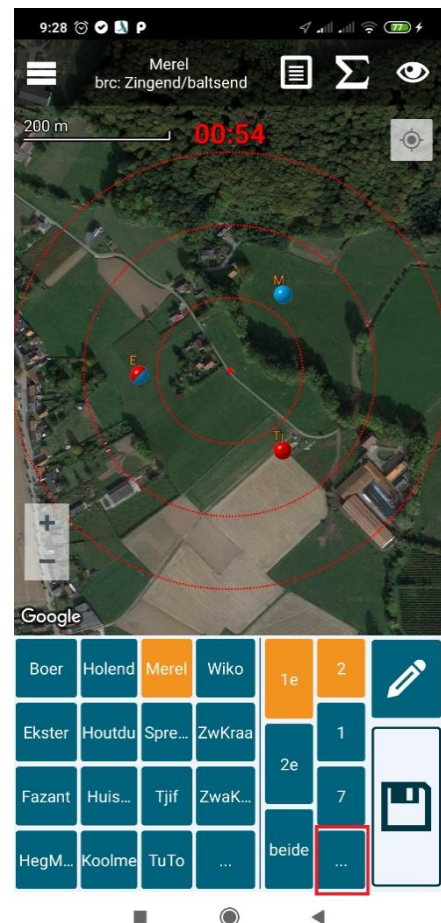 9:28 77
Merel
brc: Zingend/baltsend
200 m
00:54
M
E
Tj
+
−
Google
Boer Holend Merel Wiko 1e 2
Ekster Houtdu Spre... ZwKraa 2e 1
Fazant Huis... Tjif ZwaK... 7
HegM... Koolme TuTo ... beide ...